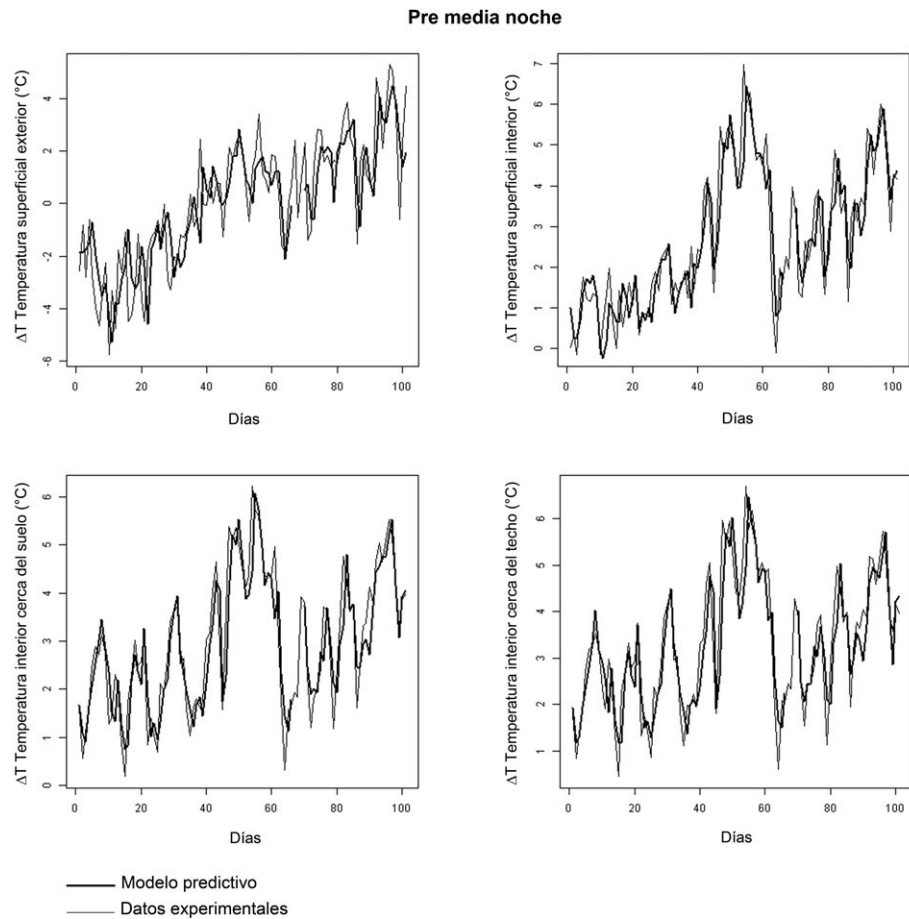 Pre media noche
ΔT Temperatura superficial exterior (°C)
4
2
0
-2
-4
-6
0 20 40 60 80 100
Días
ΔT Temperatura superficial interior (°C)
7
6
5
4
3
2
1
0
0 20 40 60 80 100
Días
ΔT Temperatura interior cerca del suelo (°C)
6
5
4
3
2
1
0
0 20 40 60 80 100
Días
ΔT Temperatura interior cerca del techo (°C)
6
5
4
3
2
1
0 20 40 60 80 100
Días
Modelo predictivo
Datos experimentales